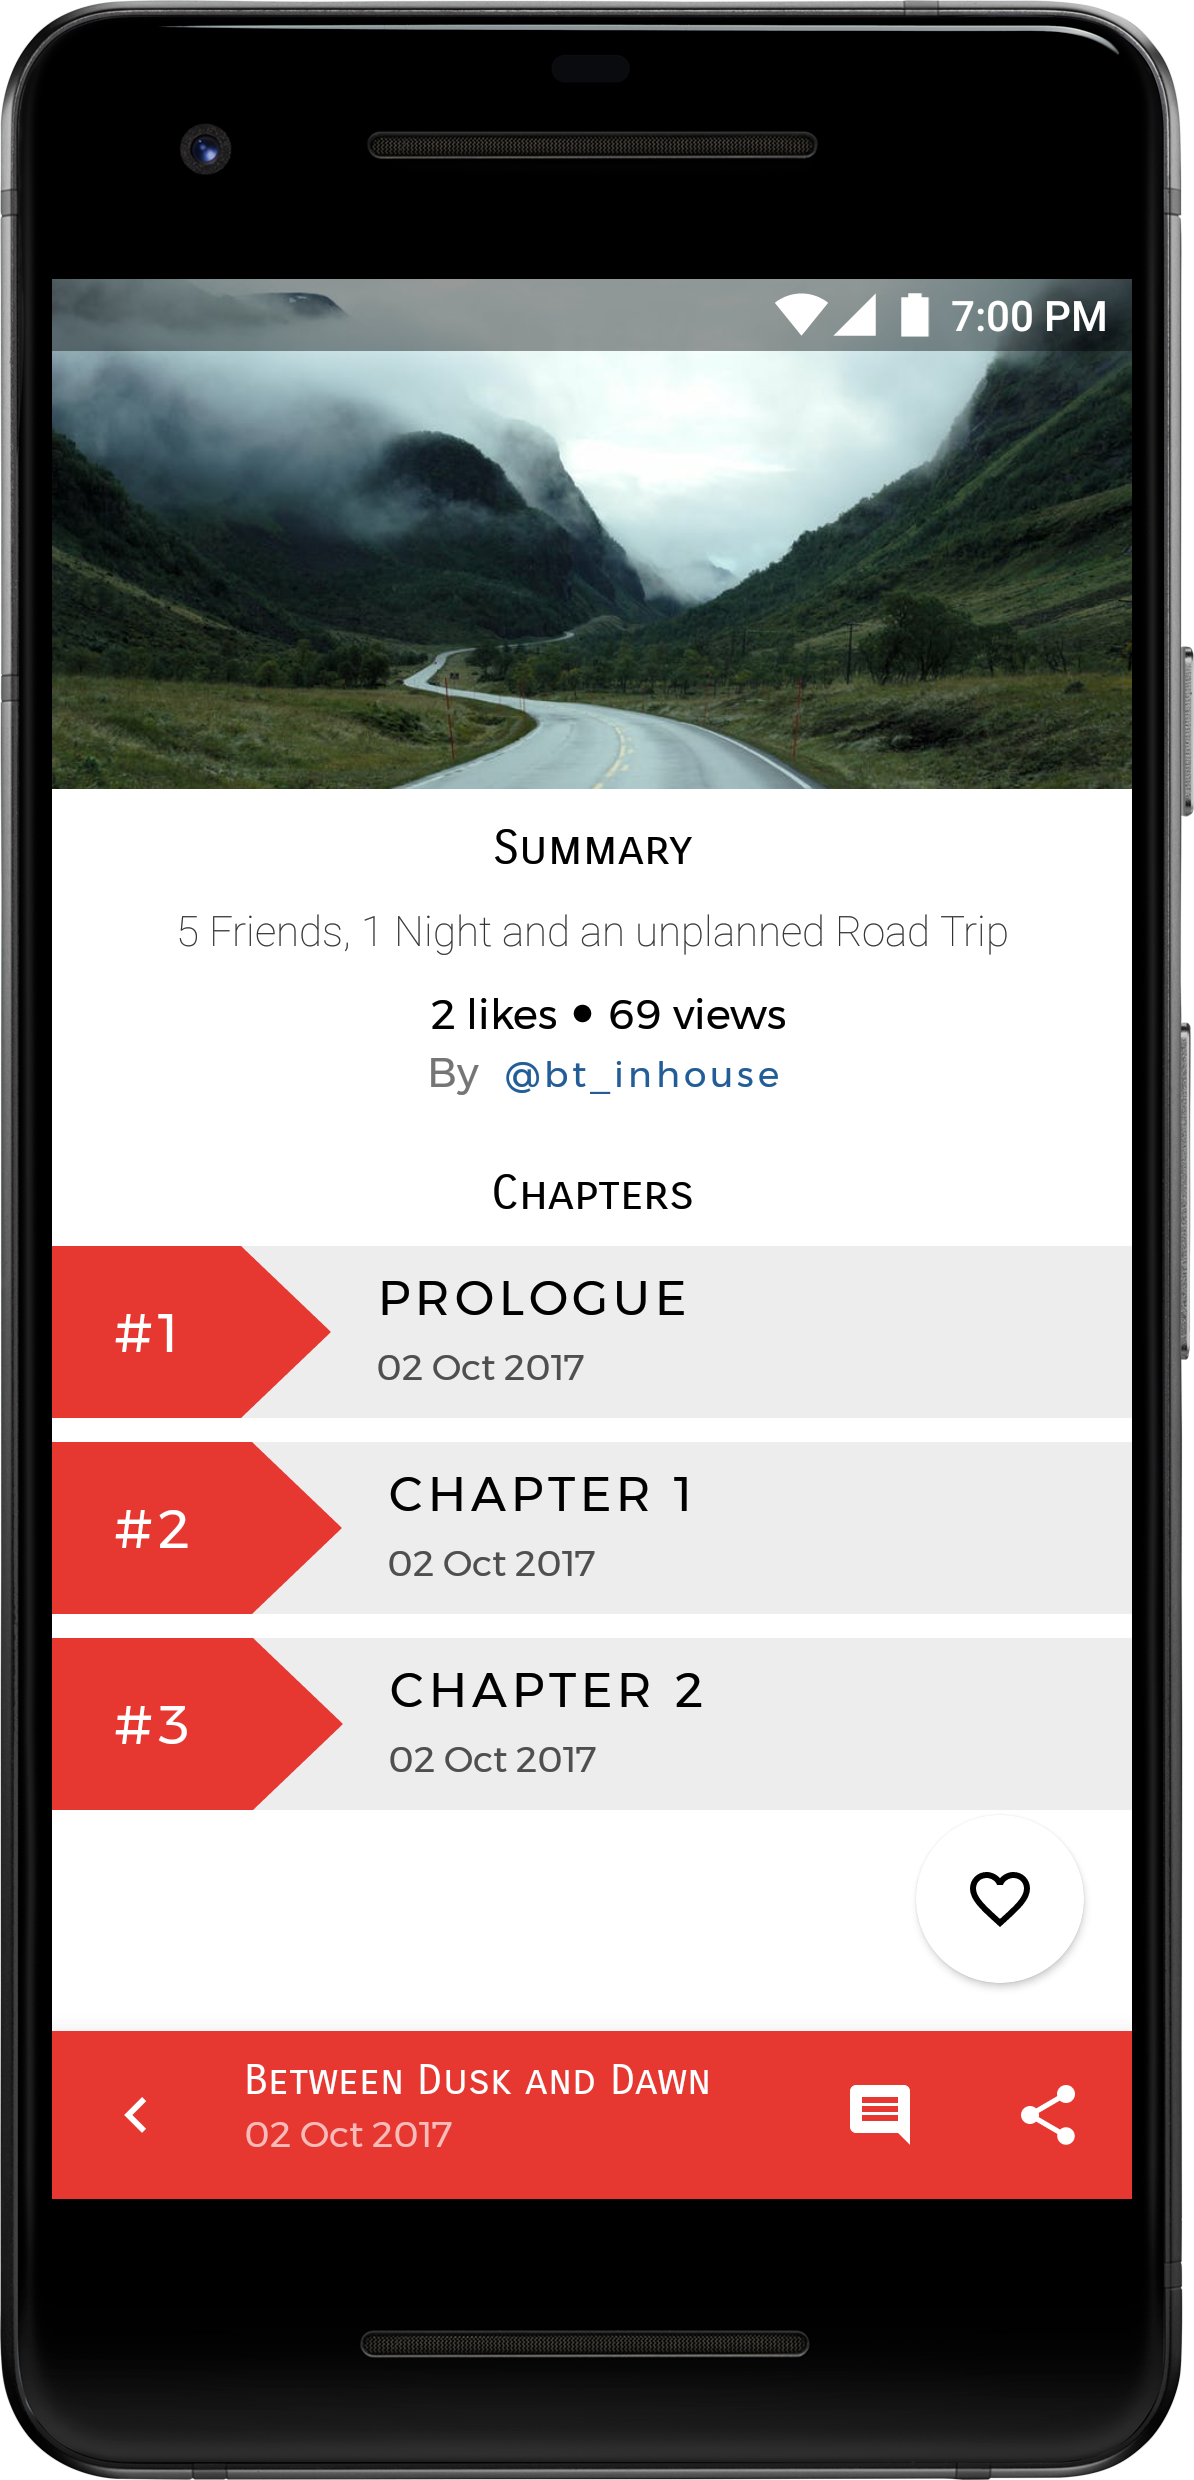 7:00 PM
Summary
5 Friends, 1 Night and an unplanned Road Trip
2 likes • 69 views
By @bt_inhouse
Chapters
#1
PROLOGUE
02 Oct 2017
#2
CHAPTER 1
02 Oct 2017
#3
CHAPTER 2
02 Oct 2017
Between Dusk and Dawn
02 Oct 2017